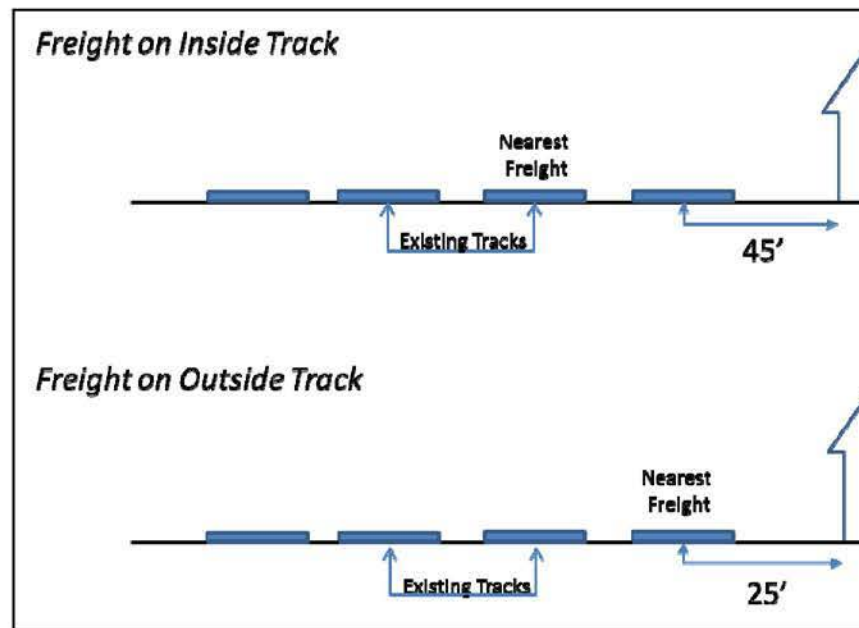 Freight on Inside Track
Nearest
Freight
Existing Tracks
45’
Freight on Outside Track
Nearest
Freight
Existing Tracks
25’